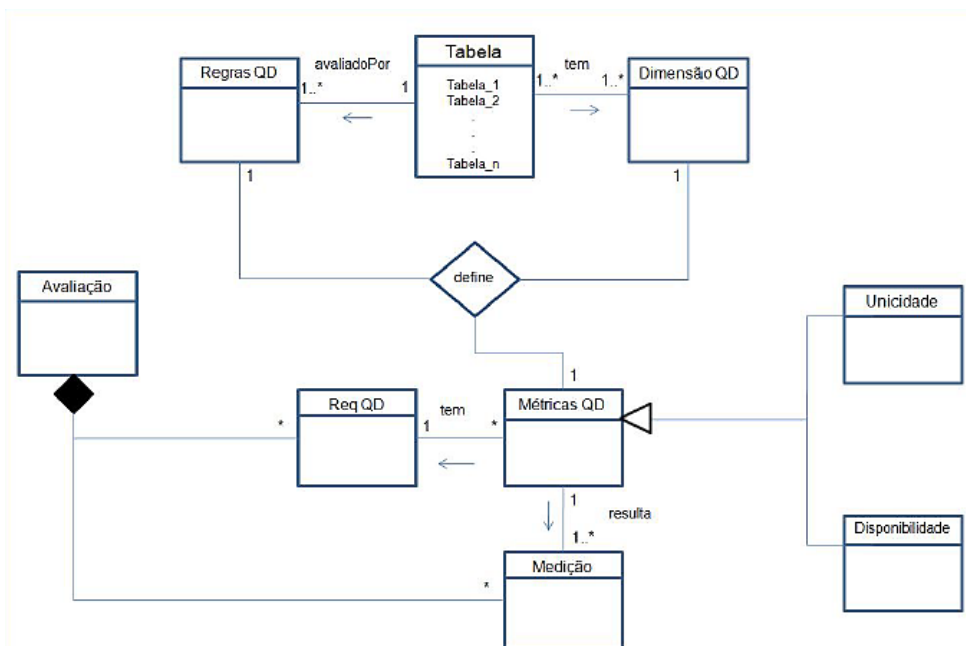 Regras QD
avaliadoPor
1..*
1
Tabela
Tabela_1
Tabela_2
.
.
.
Tabela_n
tem
1..*
1..*
Dimensão QD
1
1
define
Avaliação
Unicidade
1
Req QD
tem
Métricas QD
*
1
*
1
resulta
1..*
Disponibilidade
Medição
*